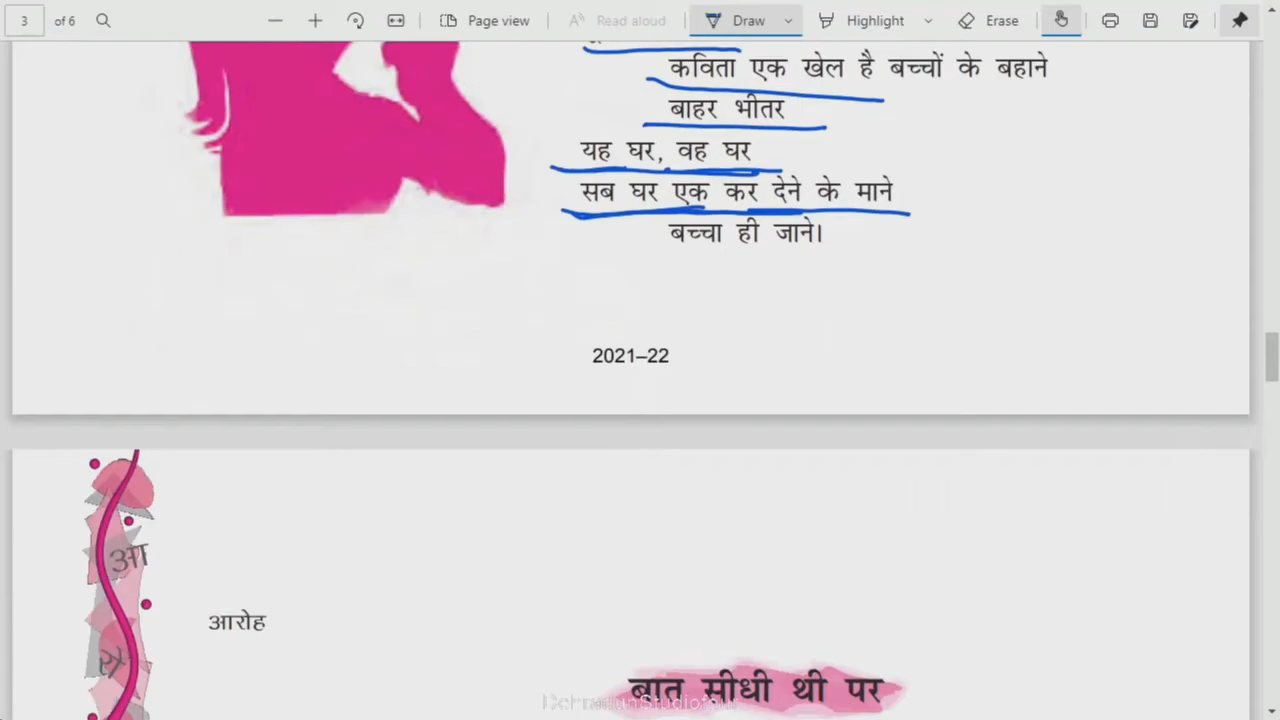 3 of 6 Page view Read aloud Draw Highlight Erase
कविता एक खेल है बच्चों के बहाने
बाहर भीतर
यह घर, वह घर
सब घर एक कर देने के माने
बच्चा ही जाने।
2021–22
आ
आरोह
रो
बात सीधी थी पर